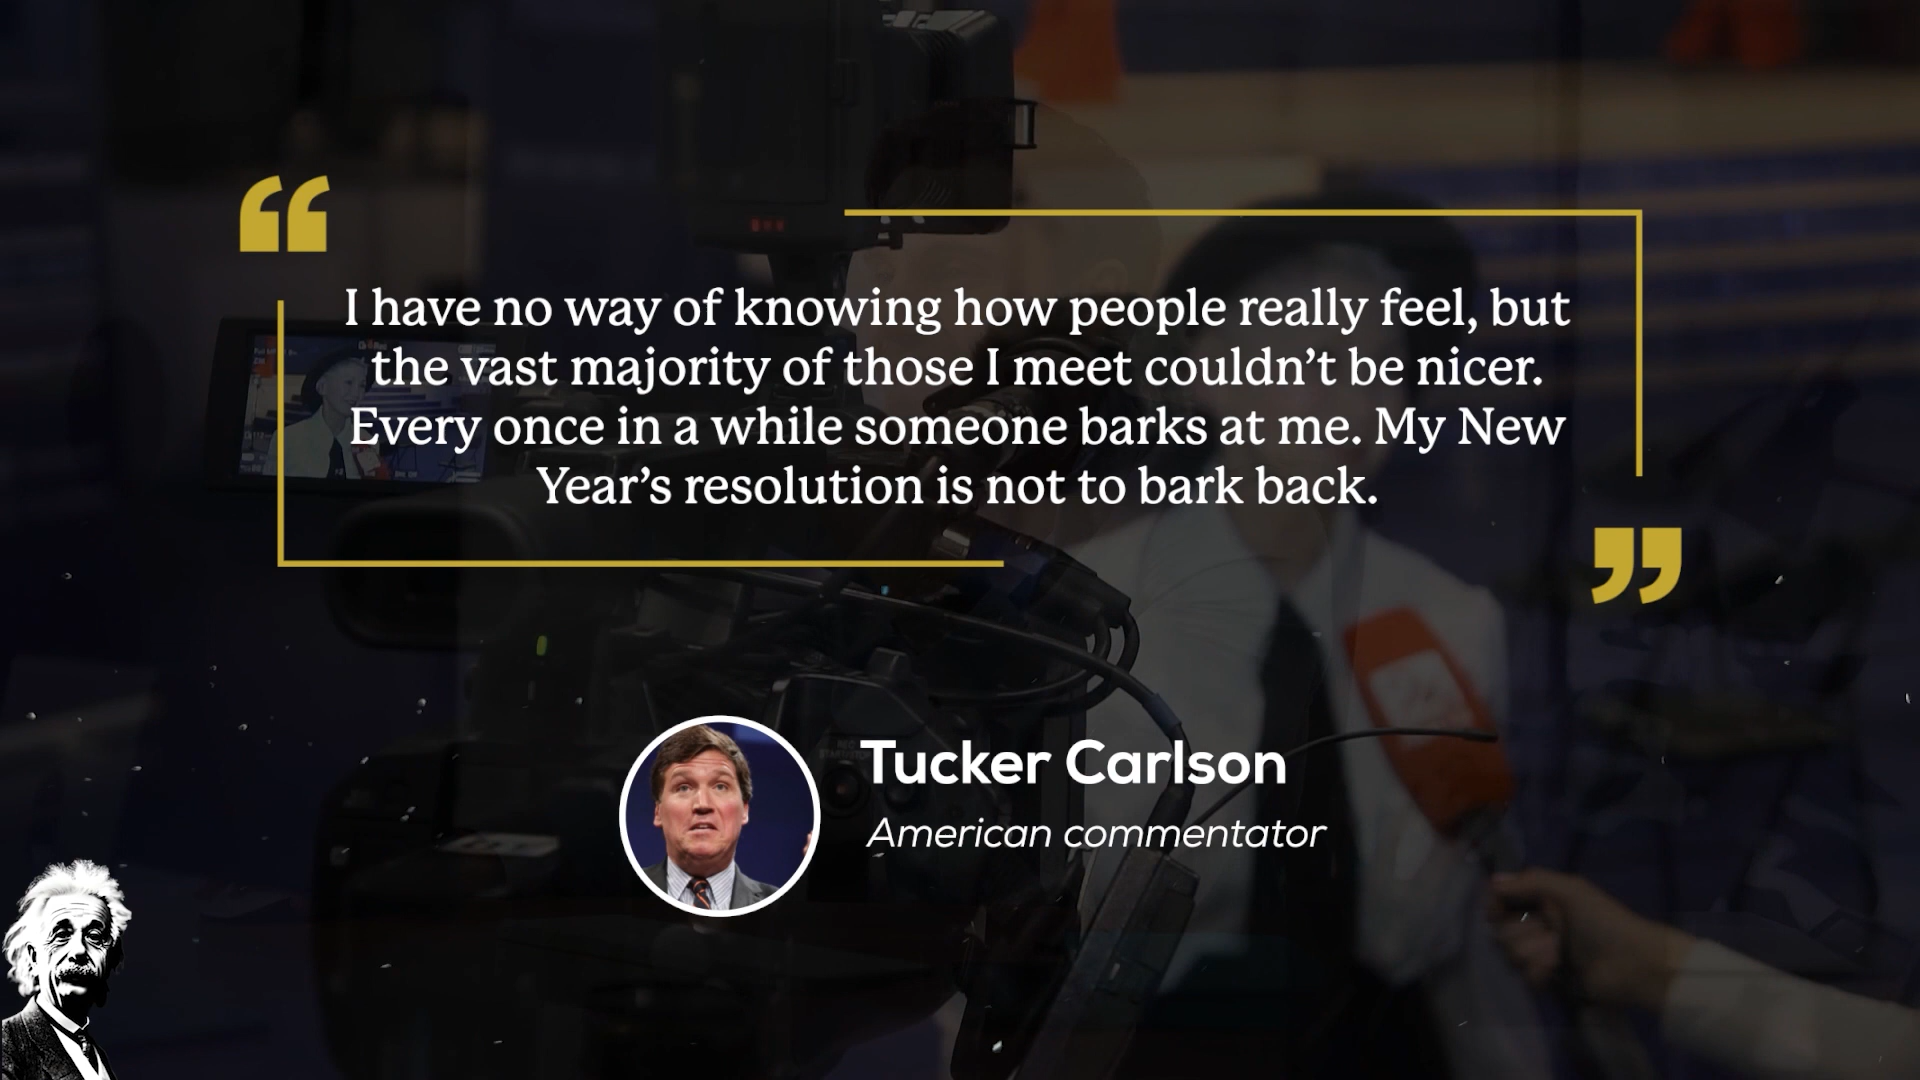 “
I have no way of knowing how people really feel, but
the vast majority of those I meet couldn’t be nicer.
Every once in a while someone barks at me. My New
Year’s resolution is not to bark back.
”
Tucker Carlson
American commentator